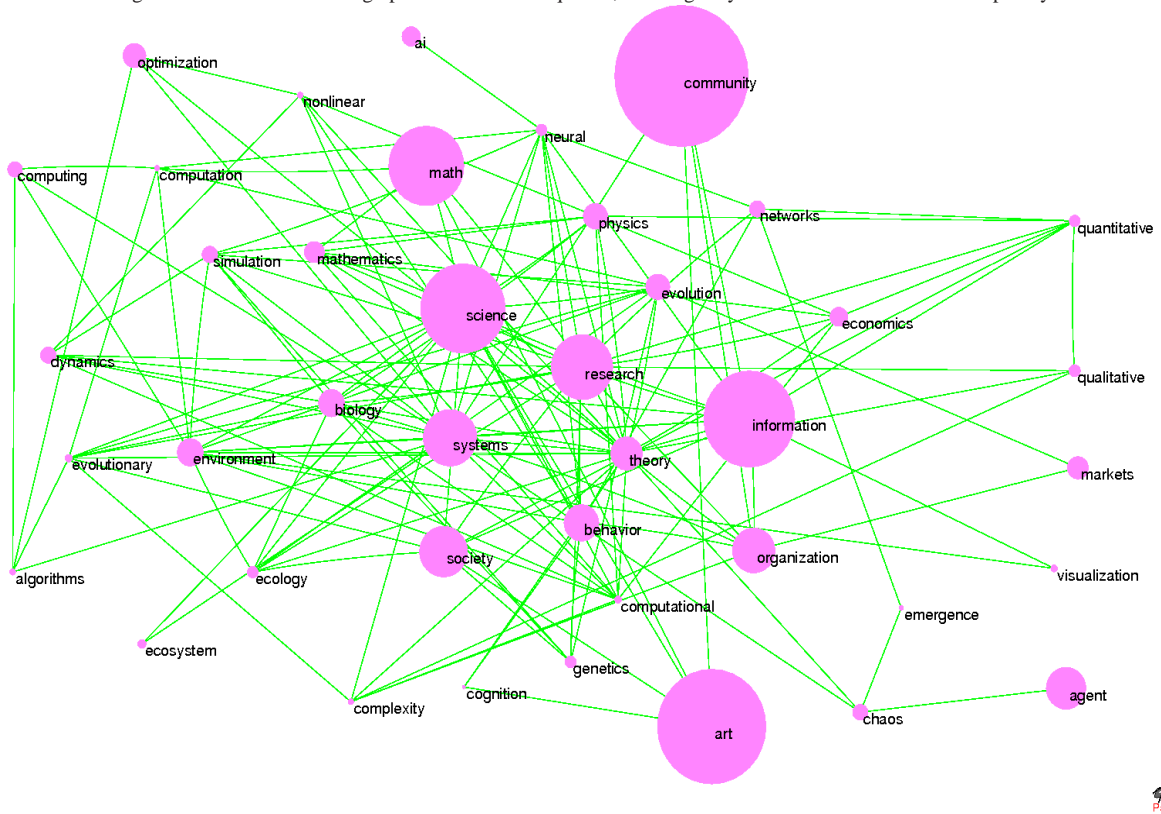 ai
optimization
community
nonlinear
neural
math
computing
computation
networks
physics
quantitative
mathematics
simulation
evolution
science
economics
dynamics
research
qualitative
biology
information
systems
environment
theory
evolutionary
markets
behavior
society
organization
algorithms
ecology
visualization
computational
emergence
ecosystem
genetics
cognition
agent
complexity
chaos
art